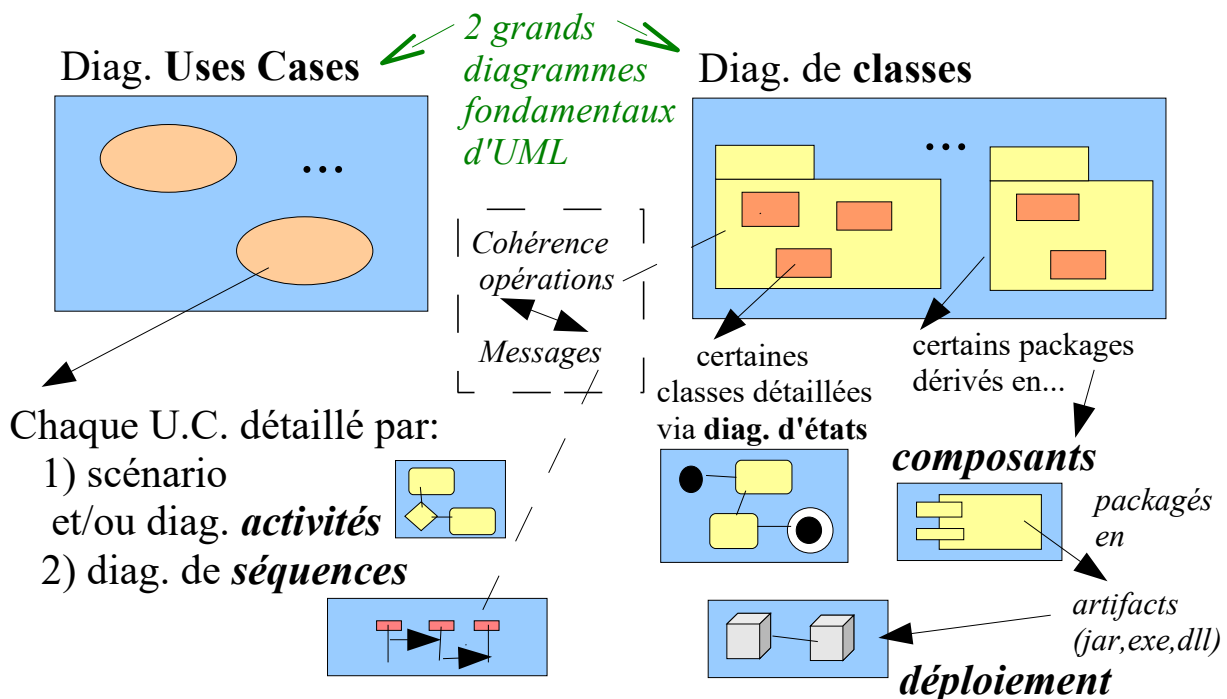 2 grands
diagrammes
fondamentaux
d'UML
Diag. Uses Cases
...
Diag. de classes
...
Cohérence
opérations
Messages
Chaque U.C. détaillé par:
1) scénario
et/ou diag. activités
2) diag. de séquences
certaines
classes détaillées
via diag. d'états
certains packages
dérivés en...
composants
packagés
en
artifacts
(jar,exe,dll)
déploiement